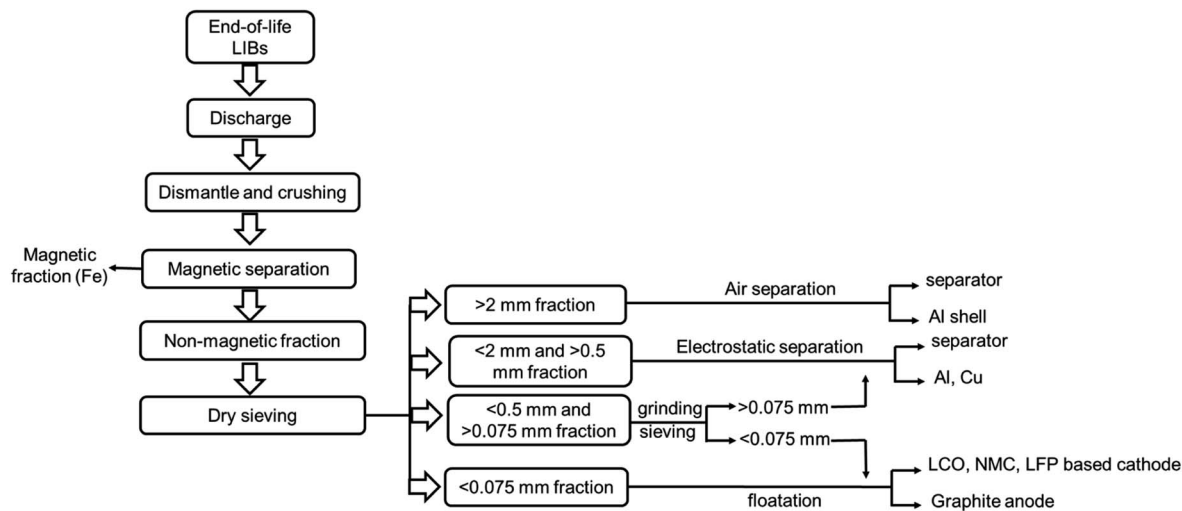 End-of-life
LIBs
Discharge
Dismantle and crushing
Magnetic
fraction (Fe)
Magnetic separation
Non-magnetic fraction
Dry sieving
>2 mm fraction
Air separation
separator
Al shell
<2 mm and >0.5
mm fraction
Electrostatic separation
separator
Al, Cu
<0.5 mm and
>0.075 mm fraction
grinding
sieving
>0.075 mm
<0.075 mm
<0.075 mm fraction
floatation
LCO, NMC, LFP based cathode
Graphite anode